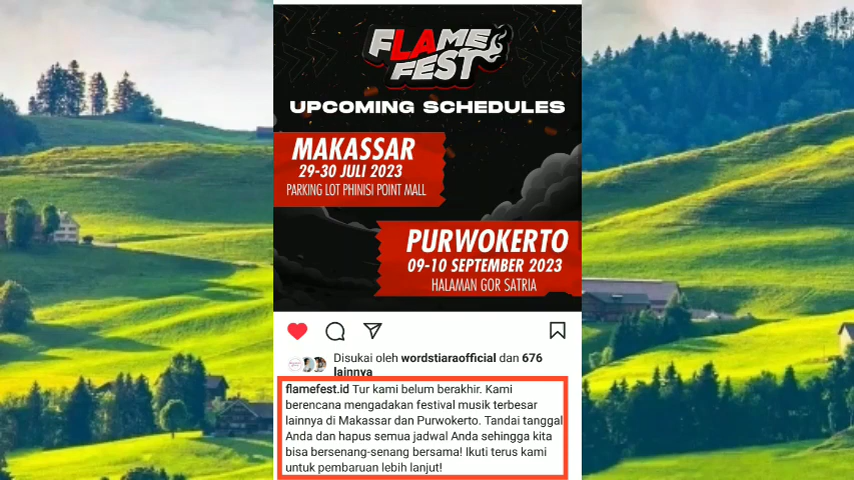 FLAME FEST
UPCOMING SCHEDULES
MAKASSAR
29-30 JULI 2023
PARKING LOT PHINISI POINT MALL
PURWOKERTO
09-10 SEPTEMBER 2023
HALAMAN GOR SATRIA
Disukai oleh wordstiaraofficial dan 676
lainnya
flamefest.id Tur kami belum berakhir. Kami
berencana mengadakan festival musik terbesar
lainnya di Makassar dan Purwokerto. Tandai tanggal
Anda dan hapus semua jadwal Anda sehingga kita
bisa bersenang-senang bersama! Ikuti terus kami
untuk pembaruan lebih lanjut!